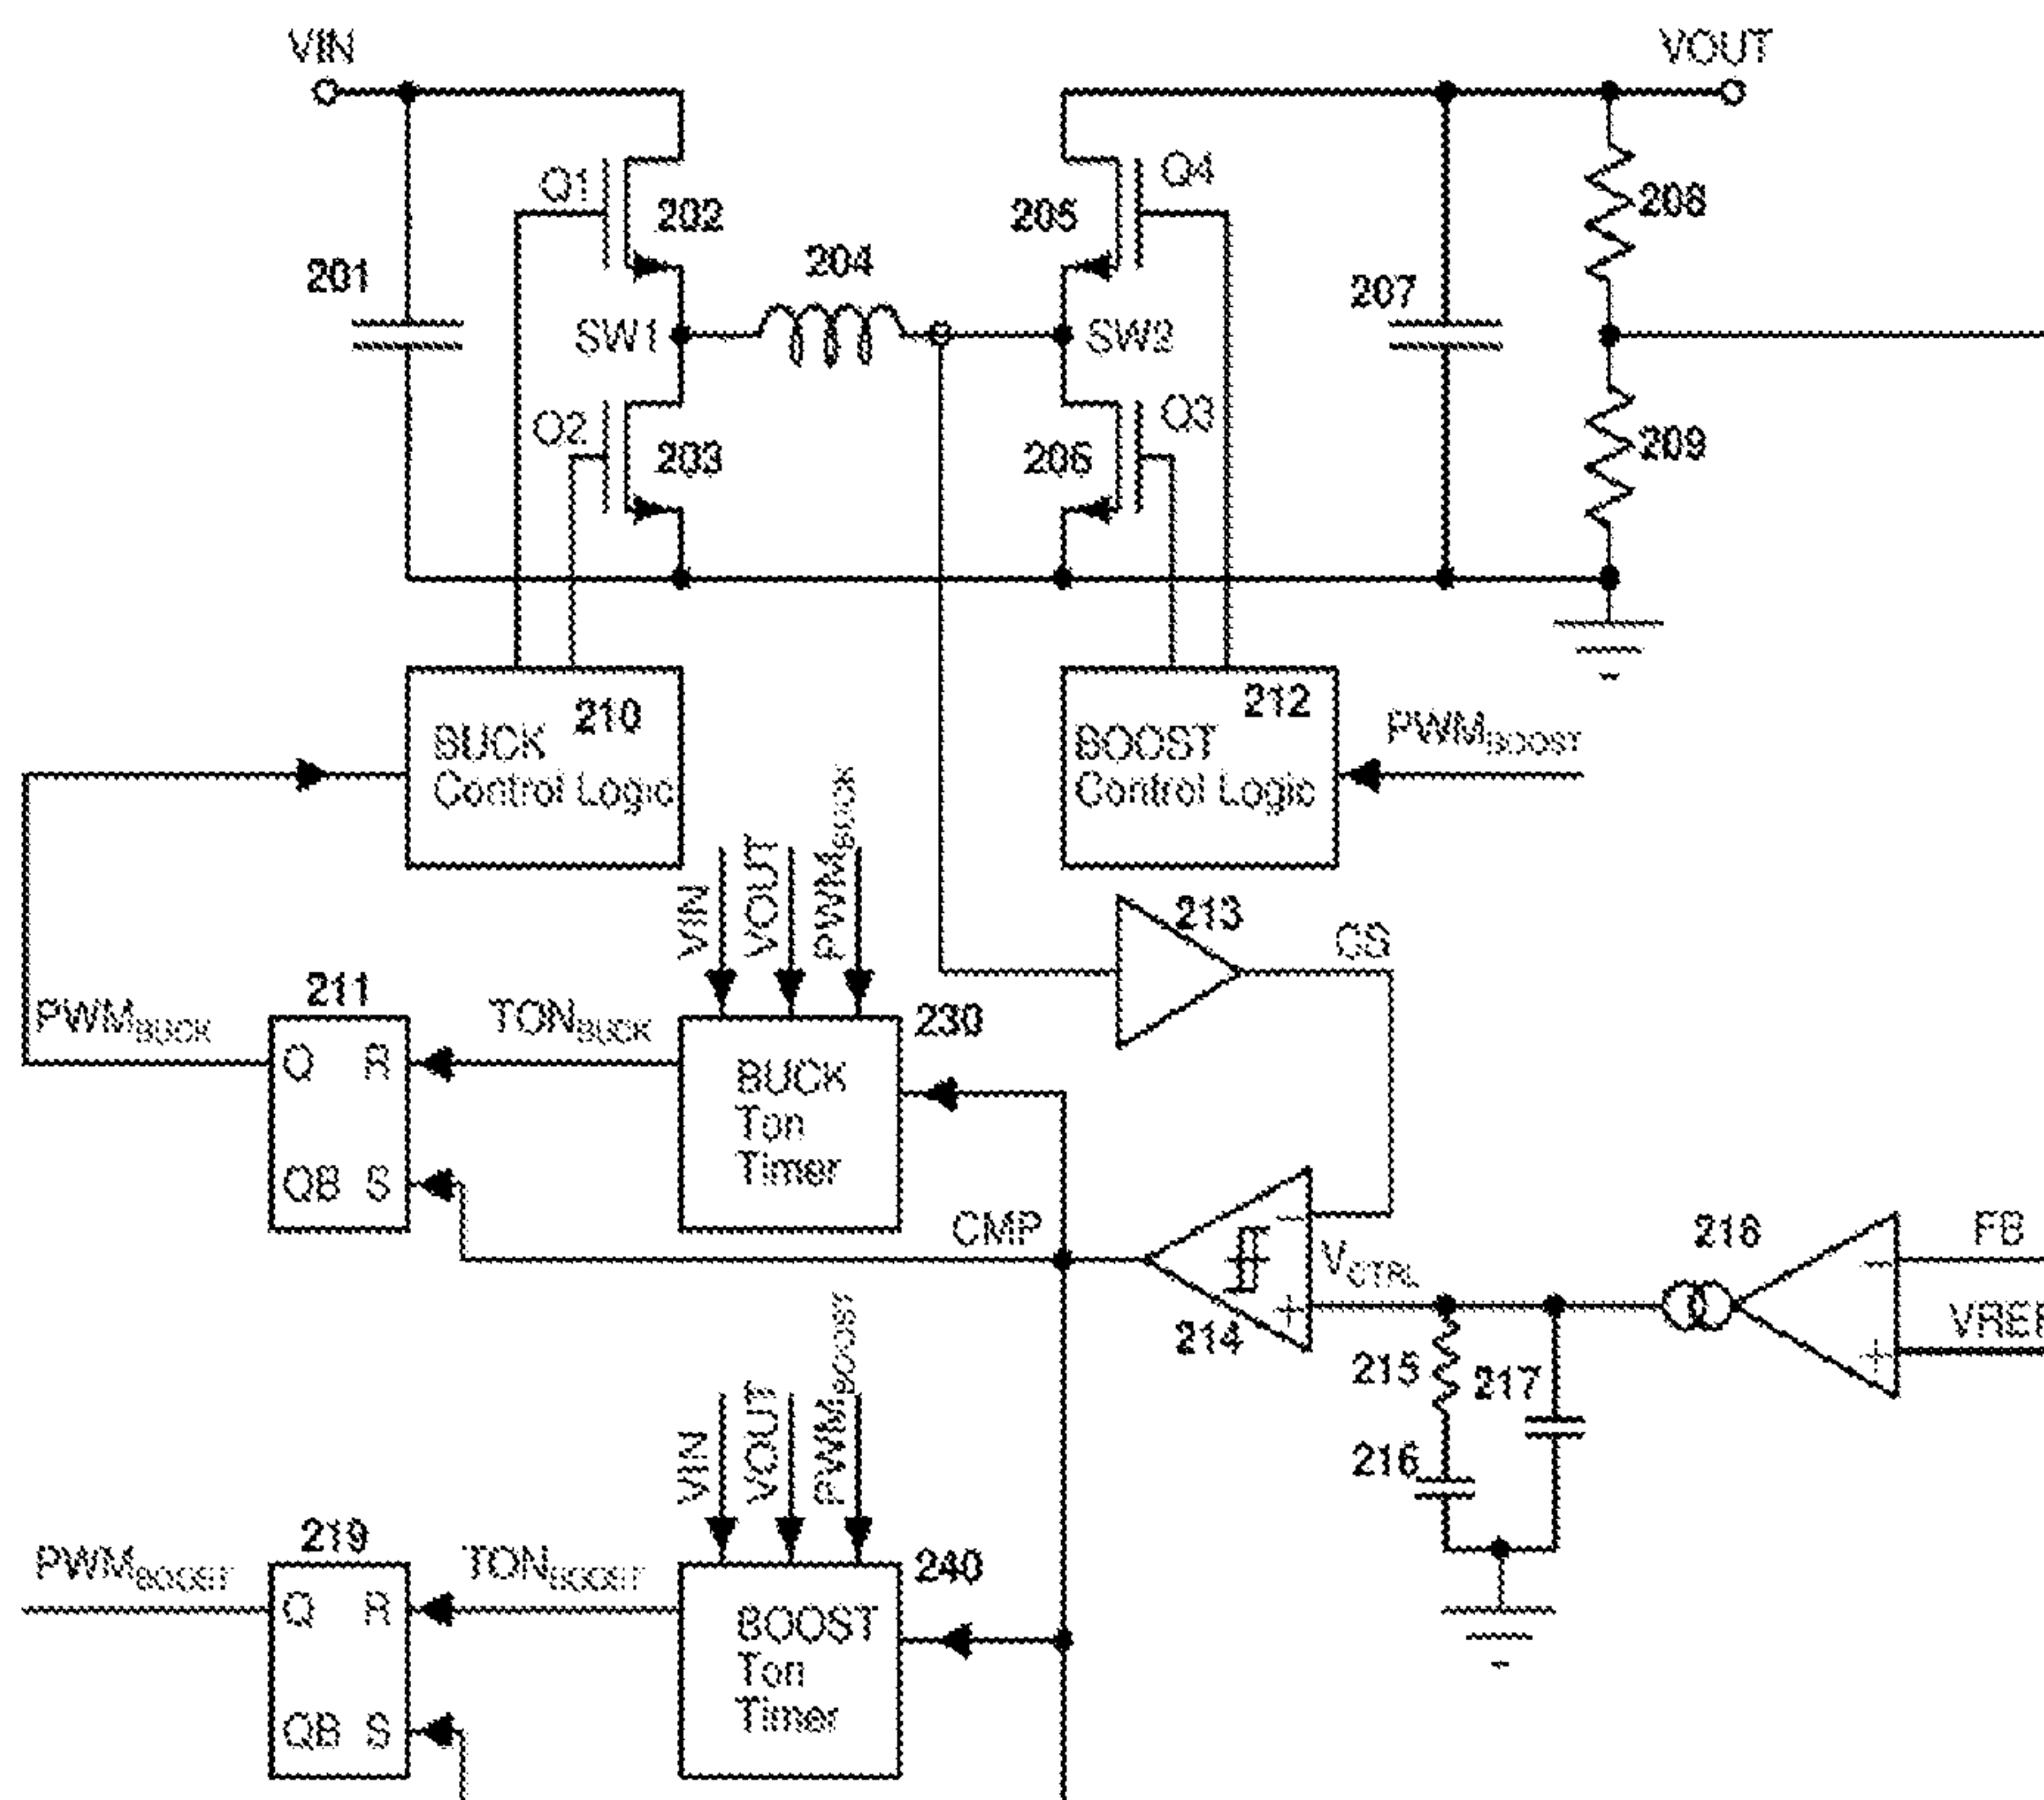 VIN
VOUT
Q1
202
205
Q4
208
201
204
207
SW1
SW2
Q2
203
206
Q3
209
210
BUCK
Control Logic
212
BOOST
Control Logic
PWMBOOST
VIN
VOUT
PWMBUCK
213
CS
211
PWMBUCK
TONBUCK
230
Q R
QB S
BUCK
Ton
Timer
CMP
214
VCTRL
218
FB
VREF
215
217
216
VIN
VOUT
PWMBOOST
219
PWMBOOST
TONBOOST
240
Q R
QB S
BOOST
Ton
Timer